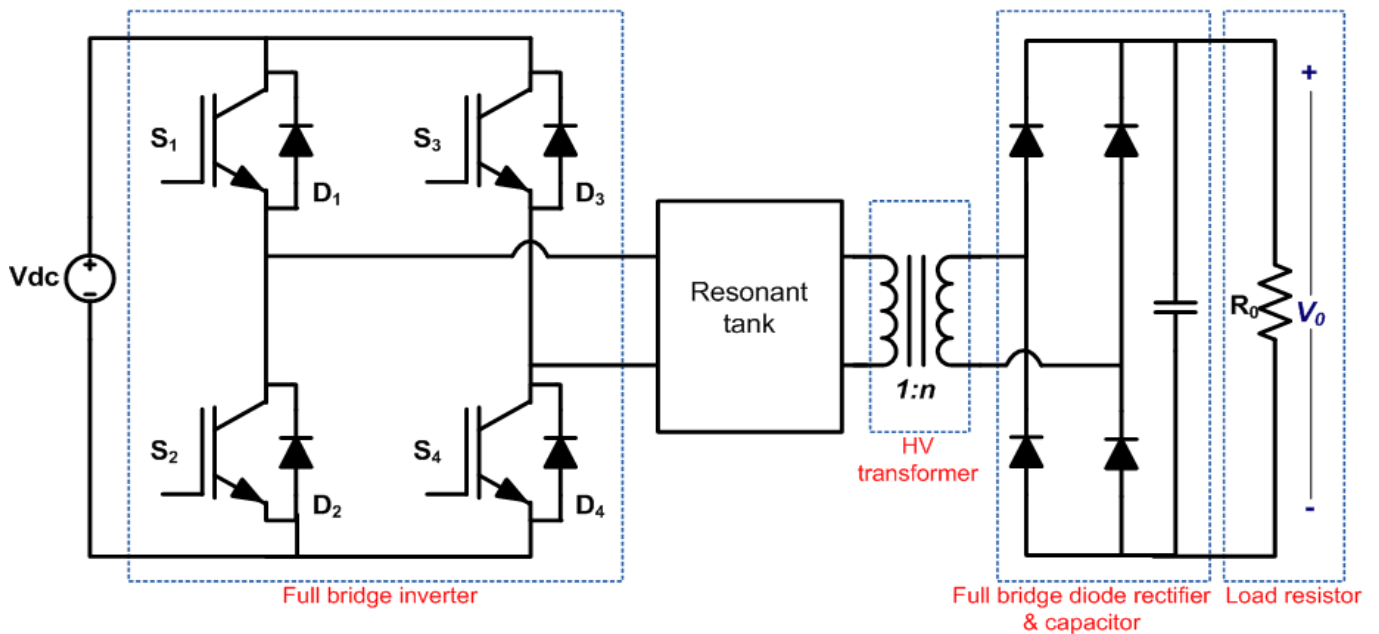 S1
D1
S3
D3
Vdc
+
−
S2
D2
S4
D4
Full bridge inverter
Resonant
tank
1:n
HV
transformer
R0
+
V0
-
Full bridge diode rectifier
& capacitor
Load resistor